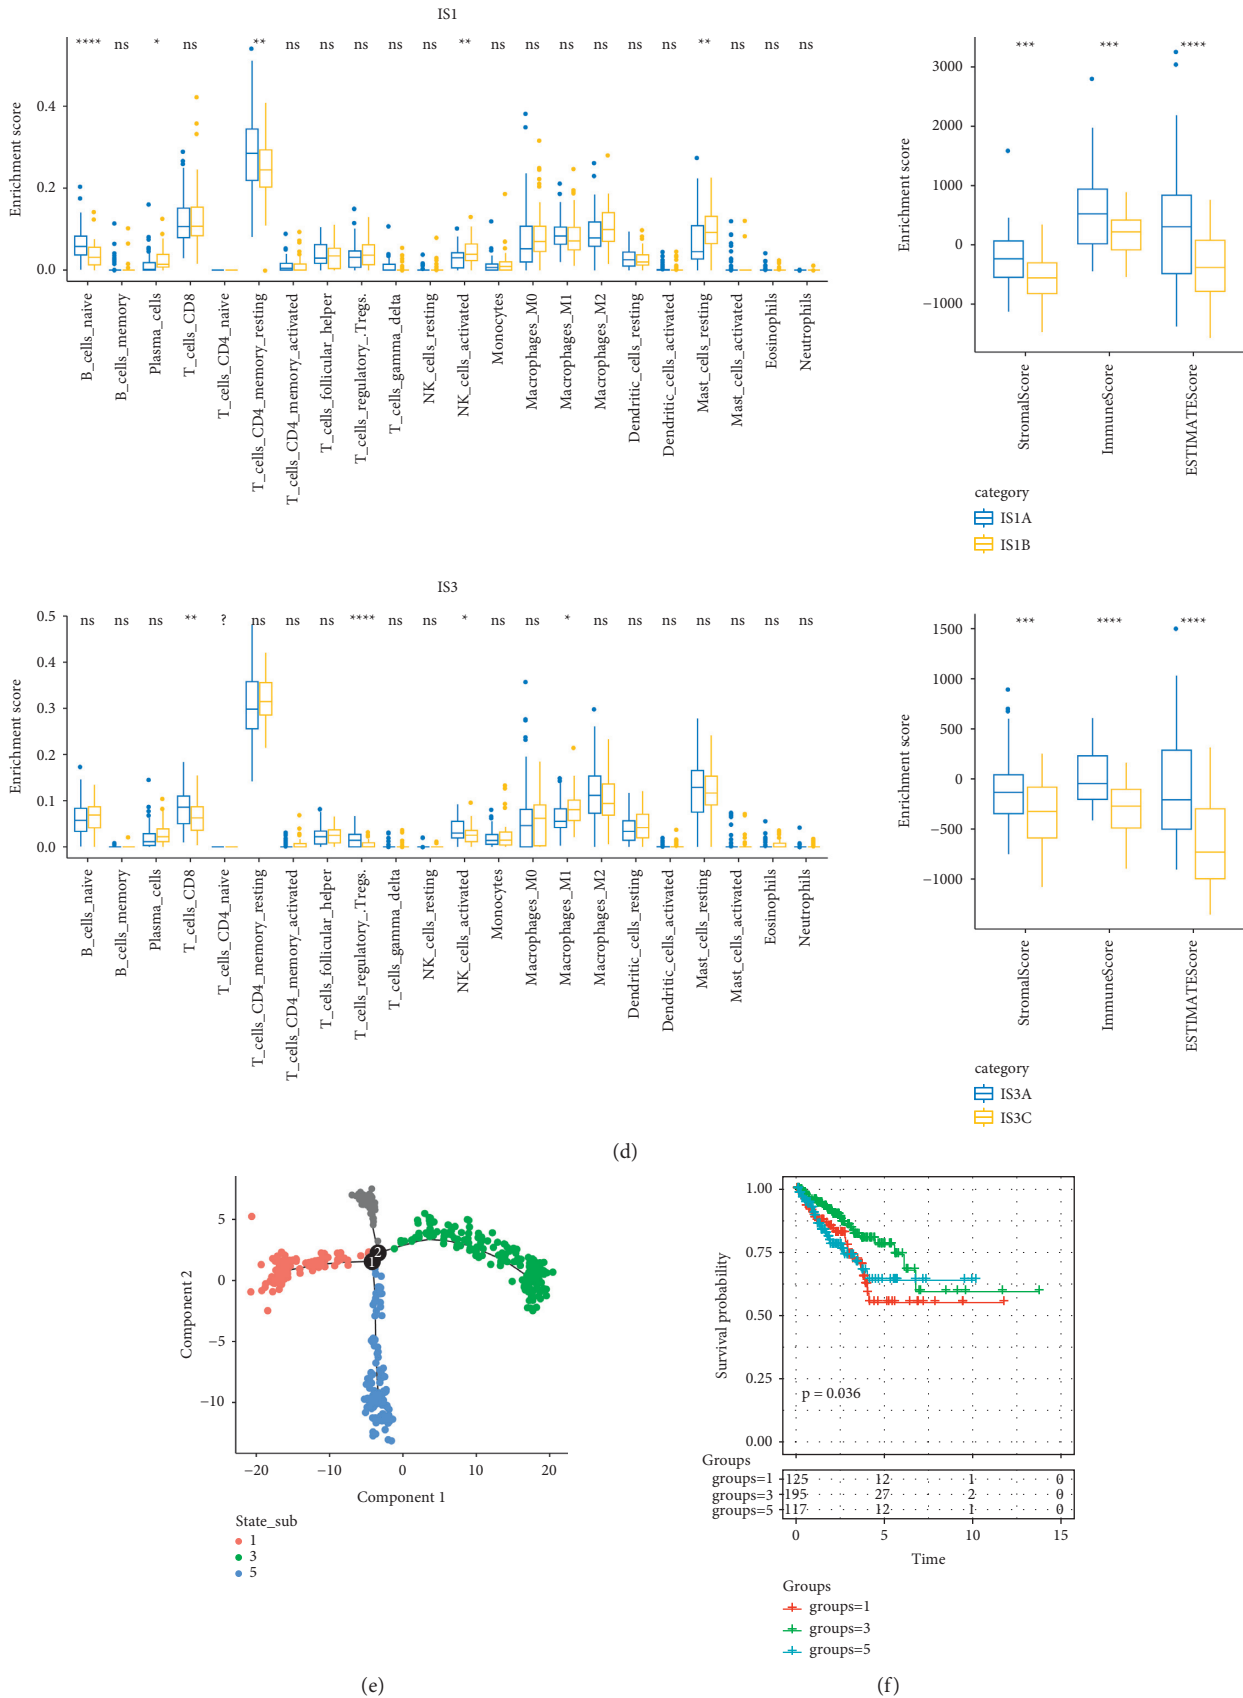 IS1
**** ns * ns ** ns ns ns ns ns ** ns ns ns ns ns ns ** ns ns ns
Enrichment score
0.4
0.2
0.0
B_cells_naive
B_cells_memory
Plasma_cells
T_cells_CD8
T_cells_CD4_naive
T_cells_CD4_memory_resting
T_cells_CD4_memory_activated
T_cells_follicular_helper
T_cells_regulatory_.Tregs.
T_cells_gamma_delta
NK_cells_resting
NK_cells_activated
Monocytes
Macrophages_M0
Macrophages_M1
Macrophages_M2
Dendritic_cells_resting
Dendritic_cells_activated
Mast_cells_resting
Mast_cells_activated
Eosinophils
Neutrophils
*** *** ****
Enrichment score
3000
2000
1000
0
−1000
StromalScore
ImmuneScore
ESTIMATEScore
category
IS1A
IS1B
IS3
ns ns ns ** ? ns ns ns **** ns ns * ns ns * ns ns ns ns ns ns ns
Enrichment score
0.5
0.4
0.3
0.2
0.1
0.0
B_cells_naive
B_cells_memory
Plasma_cells
T_cells_CD8
T_cells_CD4_naive
T_cells_CD4_memory_resting
T_cells_CD4_memory_activated
T_cells_follicular_helper
T_cells_regulatory_.Tregs.
T_cells_gamma_delta
NK_cells_resting
NK_cells_activated
Monocytes
Macrophages_M0
Macrophages_M1
Macrophages_M2
Dendritic_cells_resting
Dendritic_cells_activated
Mast_cells_resting
Mast_cells_activated
Eosinophils
Neutrophils
*** **** ****
Enrichment score
1500
1000
500
0
−500
−1000
StromalScore
ImmuneScore
ESTIMATEScore
category
IS3A
IS3C
(d)
Component 2
5
0
−5
−10
1
2
−20 −10 0 10 20
Component 1
State_sub
1
3
5
(e)
Survival probability
1.00
0.75
0.50
0.25
0.00
p = 0.036
Groups
groups=1 125 12 1 0
groups=3 195 27 2 0
groups=5 117 12 1 0
0 5 10 15
Time
Groups
groups=1
groups=3
groups=5
(f)